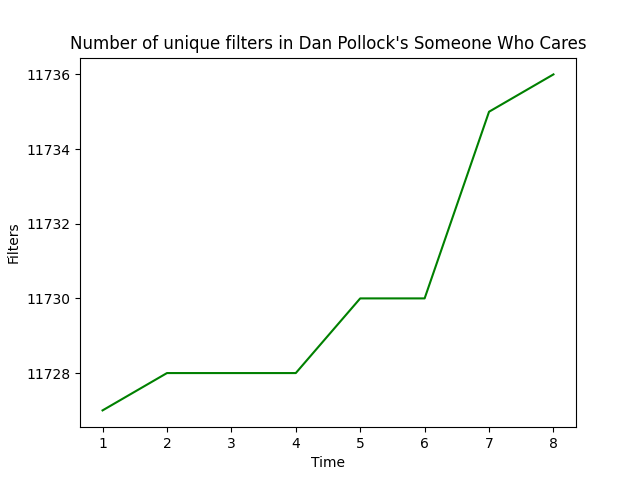 Number of unique filters in Dan Pollock's Someone Who Cares
11736
11734
11732
11730
11728
Filters
1 2 3 4 5 6 7 8
Time